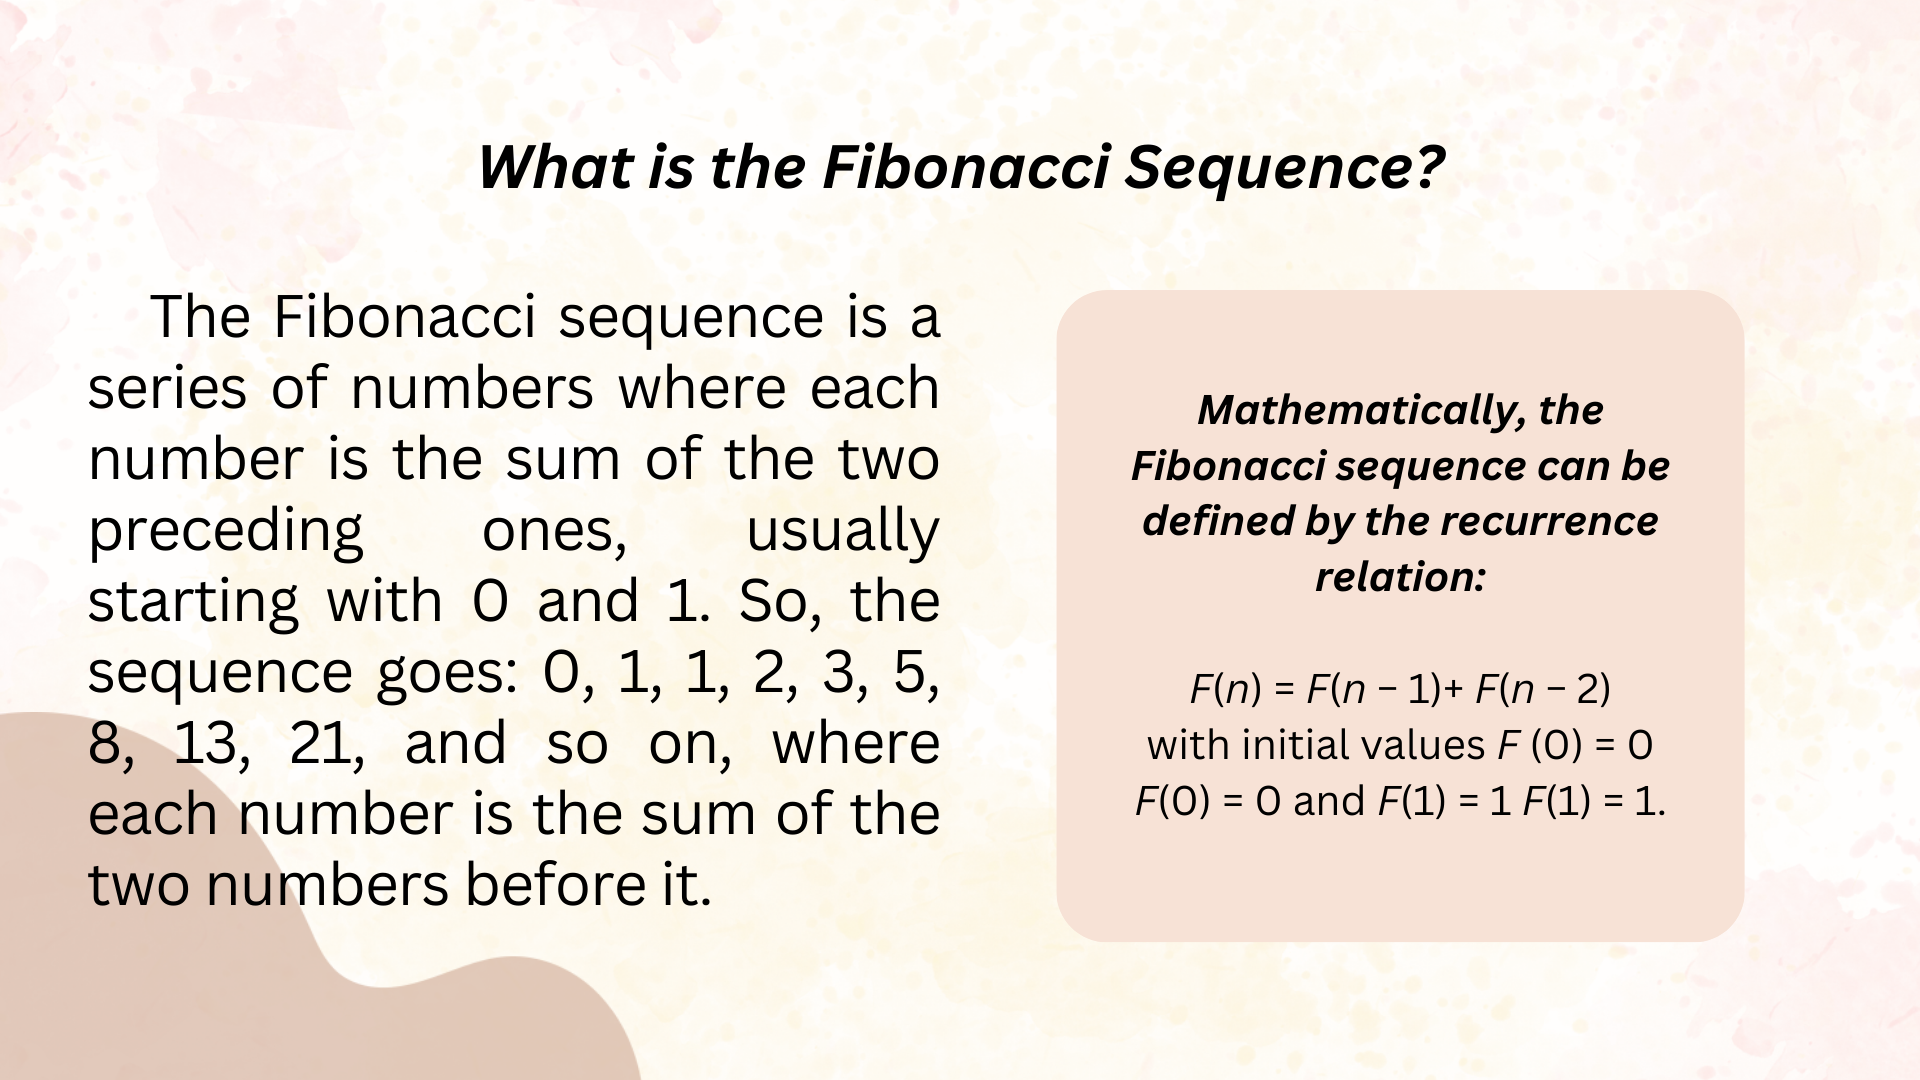 What is the Fibonacci Sequence?
The Fibonacci sequence is a
series of numbers where each
number is the sum of the two
preceding ones, usually
starting with 0 and 1. So, the
sequence goes: 0, 1, 1, 2, 3, 5,
8, 13, 21, and so on, where
each number is the sum of the
two numbers before it.
Mathematically, the
Fibonacci sequence can be
defined by the recurrence
relation:
F(n) = F(n − 1)+ F(n − 2)
with initial values F (0) = 0
F(0) = 0 and F(1) = 1 F(1) = 1.